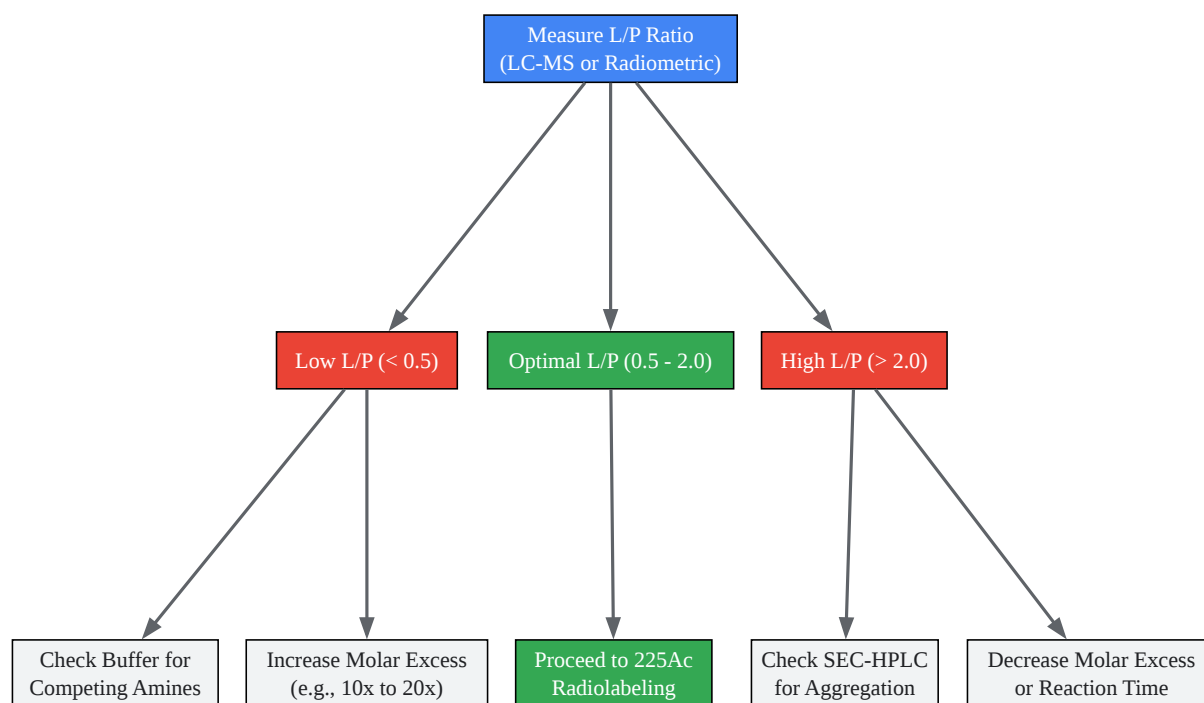 Measure L/P Ratio
(LC-MS or Radiometric)
Low L/P (< 0.5)
Optimal L/P (0.5 - 2.0)
High L/P (> 2.0)
Check Buffer for
Competing Amines
Increase Molar Excess
(e.g., 10x to 20x)
Proceed to 225Ac
Radiolabeling
Check SEC-HPLC
for Aggregation
Decrease Molar Excess
or Reaction Time